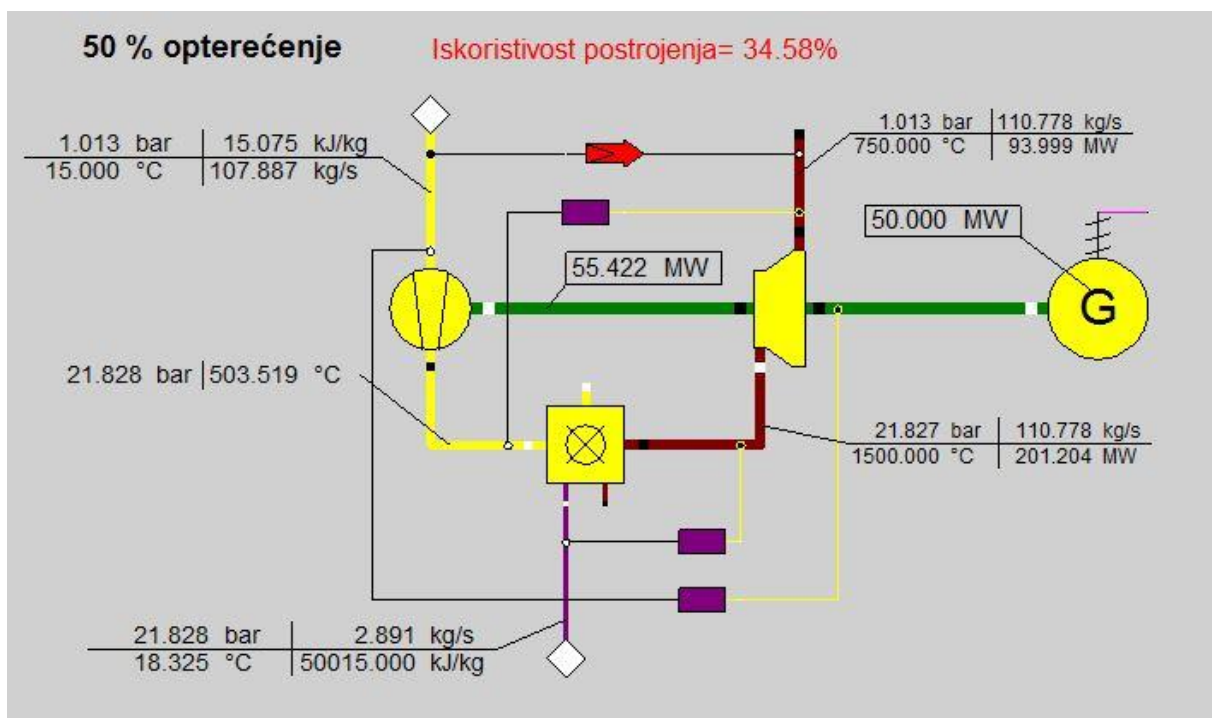 50 % opterećenje
Iskoristivost postrojenja= 34.58%
1.013 bar 15.075 kJ/kg
15.000 °C 107.887 kg/s
1.013 bar 110.778 kg/s
750.000 °C 93.999 MW
50.000 MW
55.422 MW
G
21.828 bar 503.519 °C
21.827 bar 110.778 kg/s
1500.000 °C 201.204 MW
21.828 bar 2.891 kg/s
18.325 °C 50015.000 kJ/kg